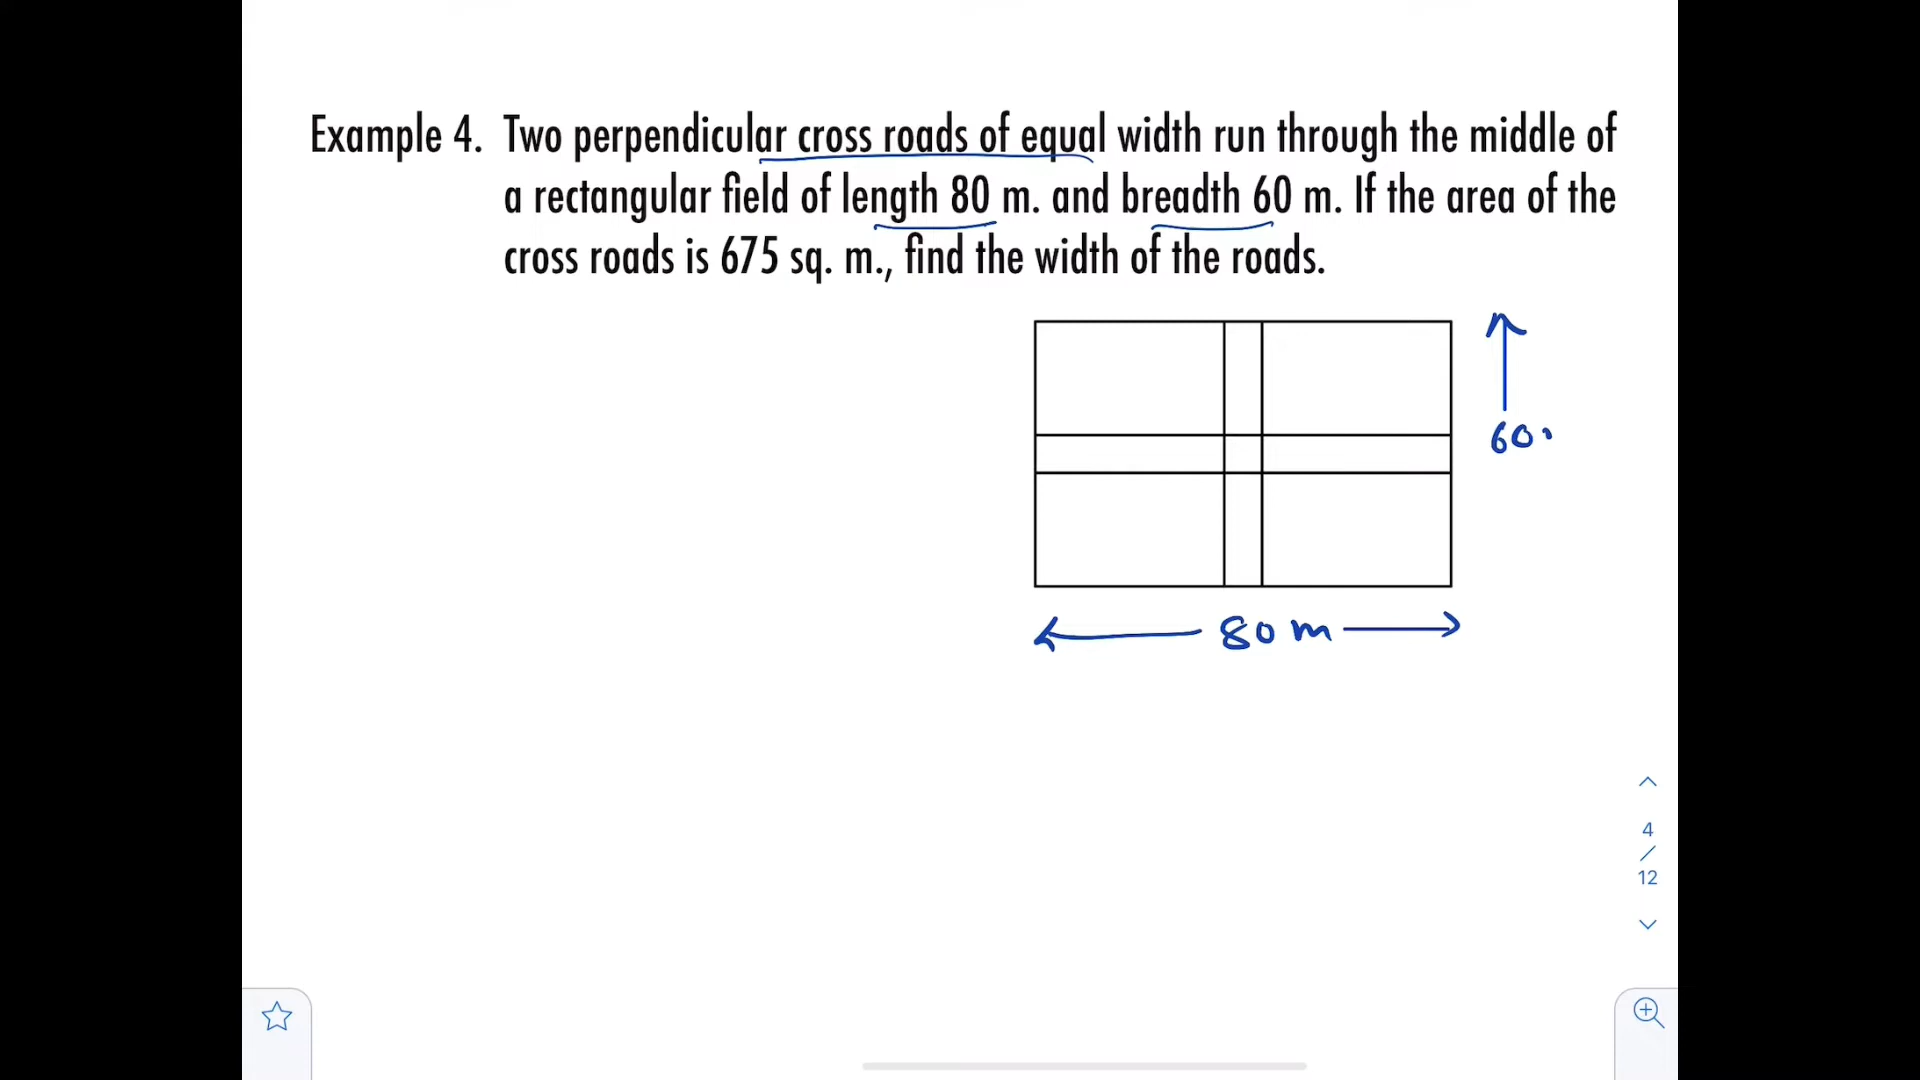 Example 4. Two perpendicular cross roads of equal width run through the middle of
a rectangular field of length 80 m. and breadth 60 m. If the area of the
cross roads is 675 sq. m., find the width of the roads.
60
80 m
4
/
12